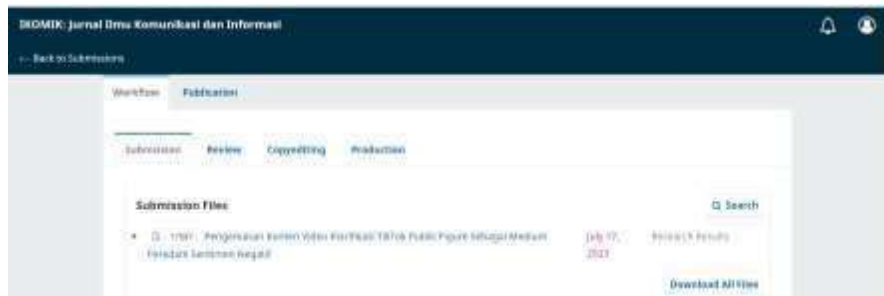 IKOMIK: Jurnal Ilmu Komunikasi dan Informasi
← Back to Submissions
Workflow Publication
Submission Review Copyediting Production
Submission Files Search
Pengemasan Konten Video Klarifikasi TikTok Public Figure Sebagai Medium July 17,
Peredam Sentimen Negatif 2023
Research Results
Download All Files